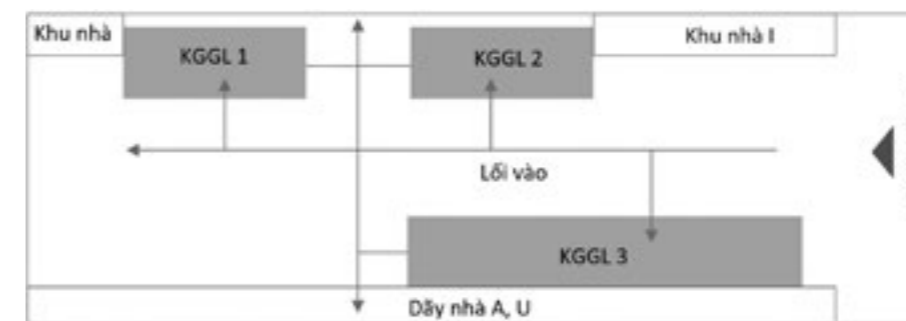 Khu nhà
KGGL 1
KGGL 2
Khu nhà I
Lối vào
KGGL 3
Dãy nhà A, U